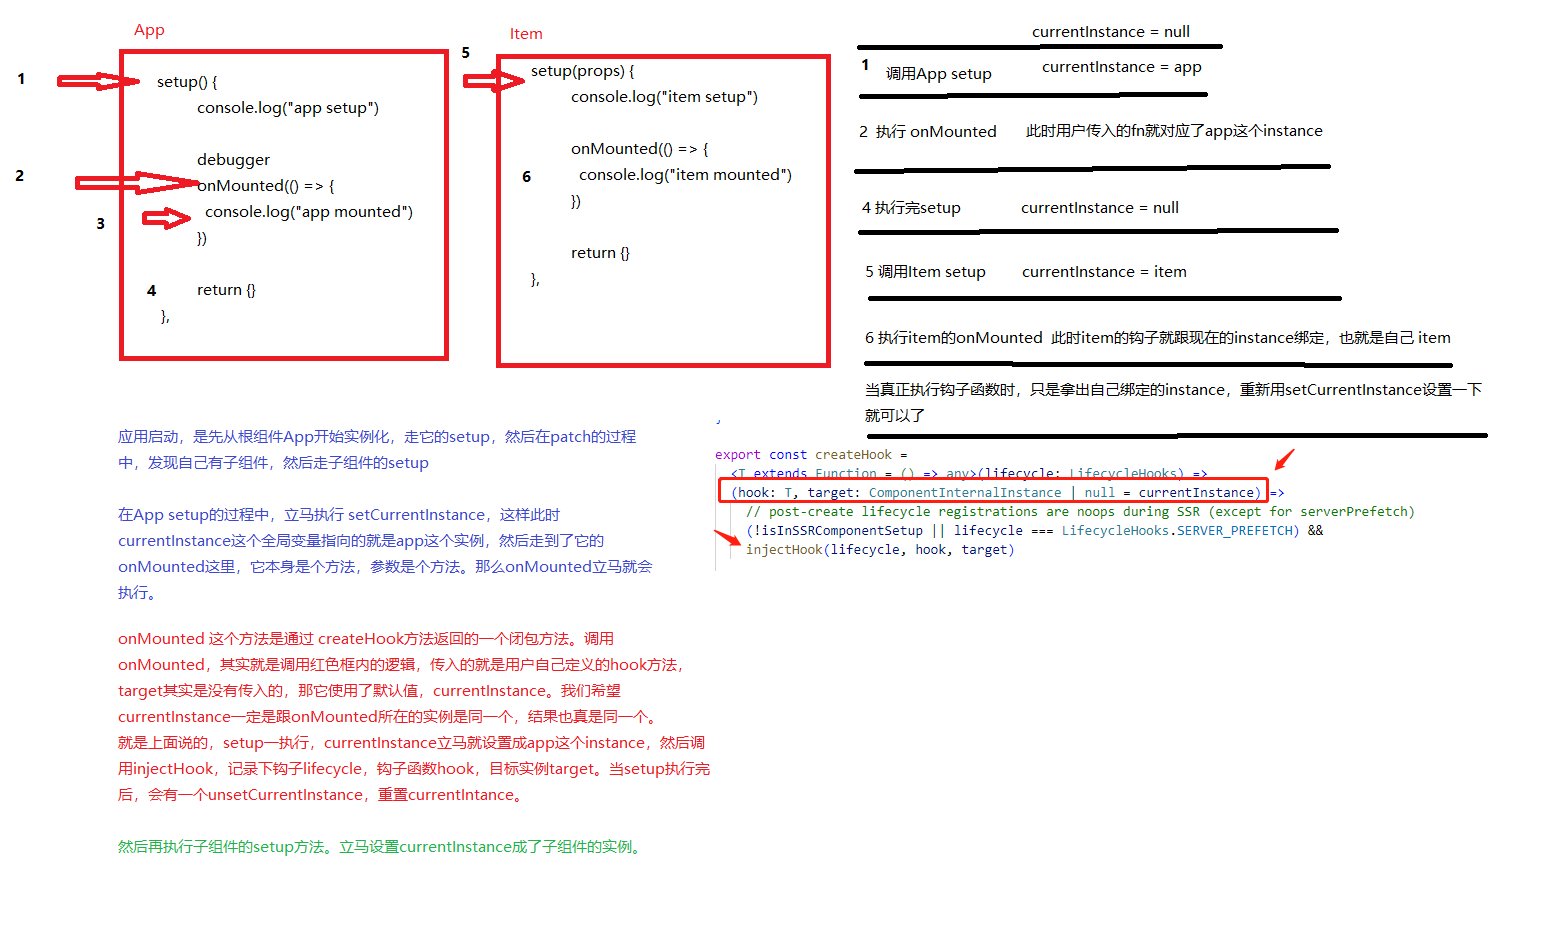 App
1
setup() {
console.log("app setup")
debugger
2
onMounted(() => {
3
console.log("app mounted")
})
4
return {}
},
Item
5
setup(props) {
console.log("item setup")
onMounted(() => {
6
console.log("item mounted")
})
return {}
},
currentInstance = null
1 调用App setup currentInstance = app
2 执行 onMounted 此时用户传入的fn就对应了app这个instance
4 执行完setup currentInstance = null
5 调用Item setup currentInstance = item
6 执行item的onMounted 此时item的钩子就跟现在的instance绑定，也就是自己 item
当真正执行钩子函数时，只是拿出自己绑定的instance，重新用setCurrentInstance设置一下
就可以了
应用启动，是先从根组件App开始实例化，走它的setup，然后在patch的过程
中，发现自己有子组件，然后走子组件的setup
在App setup的过程中，立马执行 setCurrentInstance，这样此时
currentInstance这个全局变量指向的就是app这个实例，然后走到了它的
onMounted这里，它本身是个方法，参数是个方法。那么onMounted立马就会
执行。
onMounted 这个方法是通过 createHook方法返回的一个闭包方法。调用
onMounted，其实就是调用红色框内的逻辑，传入的就是用户自己定义的hook方法，
target其实是没有传入的，那它使用了默认值，currentInstance。我们希望
currentInstance一定是跟onMounted所在的实例是同一个，结果也真是同一个。
就是上面说的，setup一执行，currentInstance立马就设置成app这个instance，然后调
用injectHook，记录下钩子lifecycle，钩子函数hook，目标实例target。当setup执行完
后，会有一个unsetCurrentInstance，重置currentIntance。
然后再执行子组件的setup方法。立马设置currentInstance成了子组件的实例。
export const createHook =
<T extends Function = () => any>(lifecycle: LifecycleHooks) =>
(hook: T, target: ComponentInternalInstance | null = currentInstance) =>
// post-create lifecycle registrations are noops during SSR (except for serverPrefetch)
(!isInSSRComponentSetup || lifecycle === LifecycleHooks.SERVER_PREFETCH) &&
injectHook(lifecycle, hook, target)